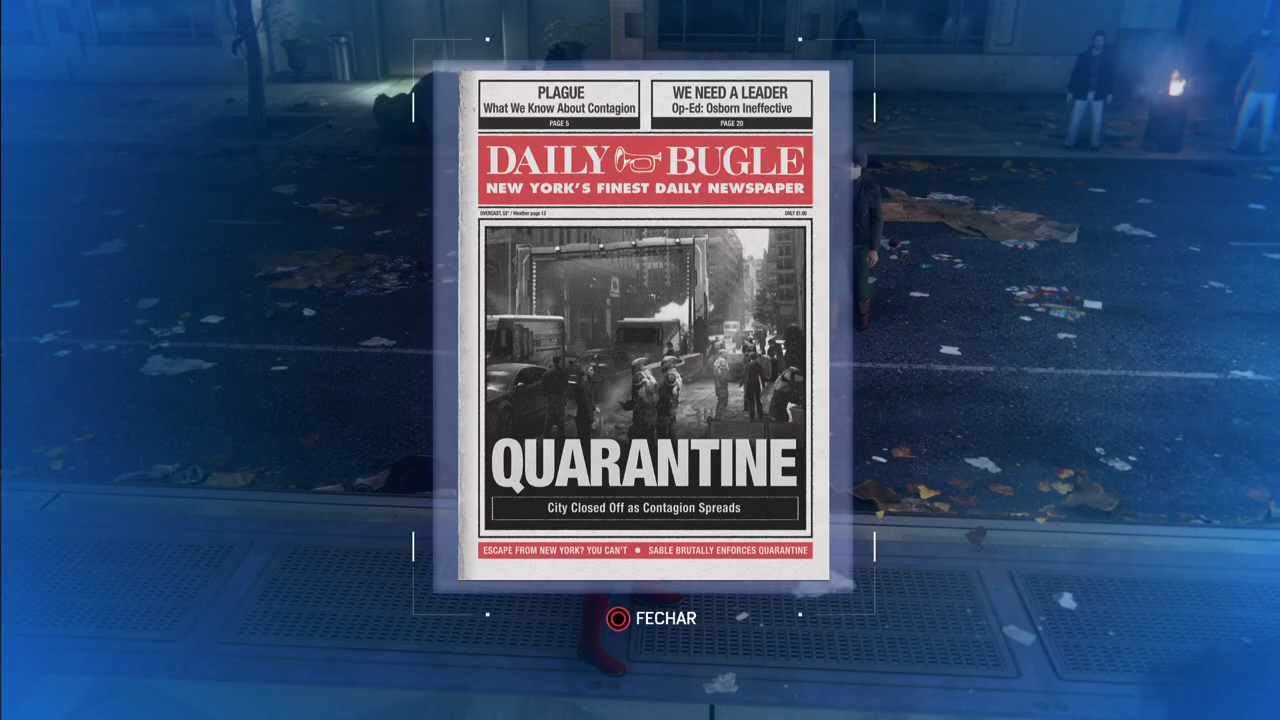 PLAGUE
What We Know About Contagion
PAGE 5
WE NEED A LEADER
Op-Ed: Osborn Ineffective
PAGE 20
DAILY BUGLE
NEW YORK'S FINEST DAILY NEWSPAPER
OVERCAST, 53° / Weather page 13
ONLY $1.00
QUARANTINE
City Closed Off as Contagion Spreads
ESCAPE FROM NEW YORK? YOU CAN'T ● SABLE BRUTALLY ENFORCES QUARANTINE
FECHAR